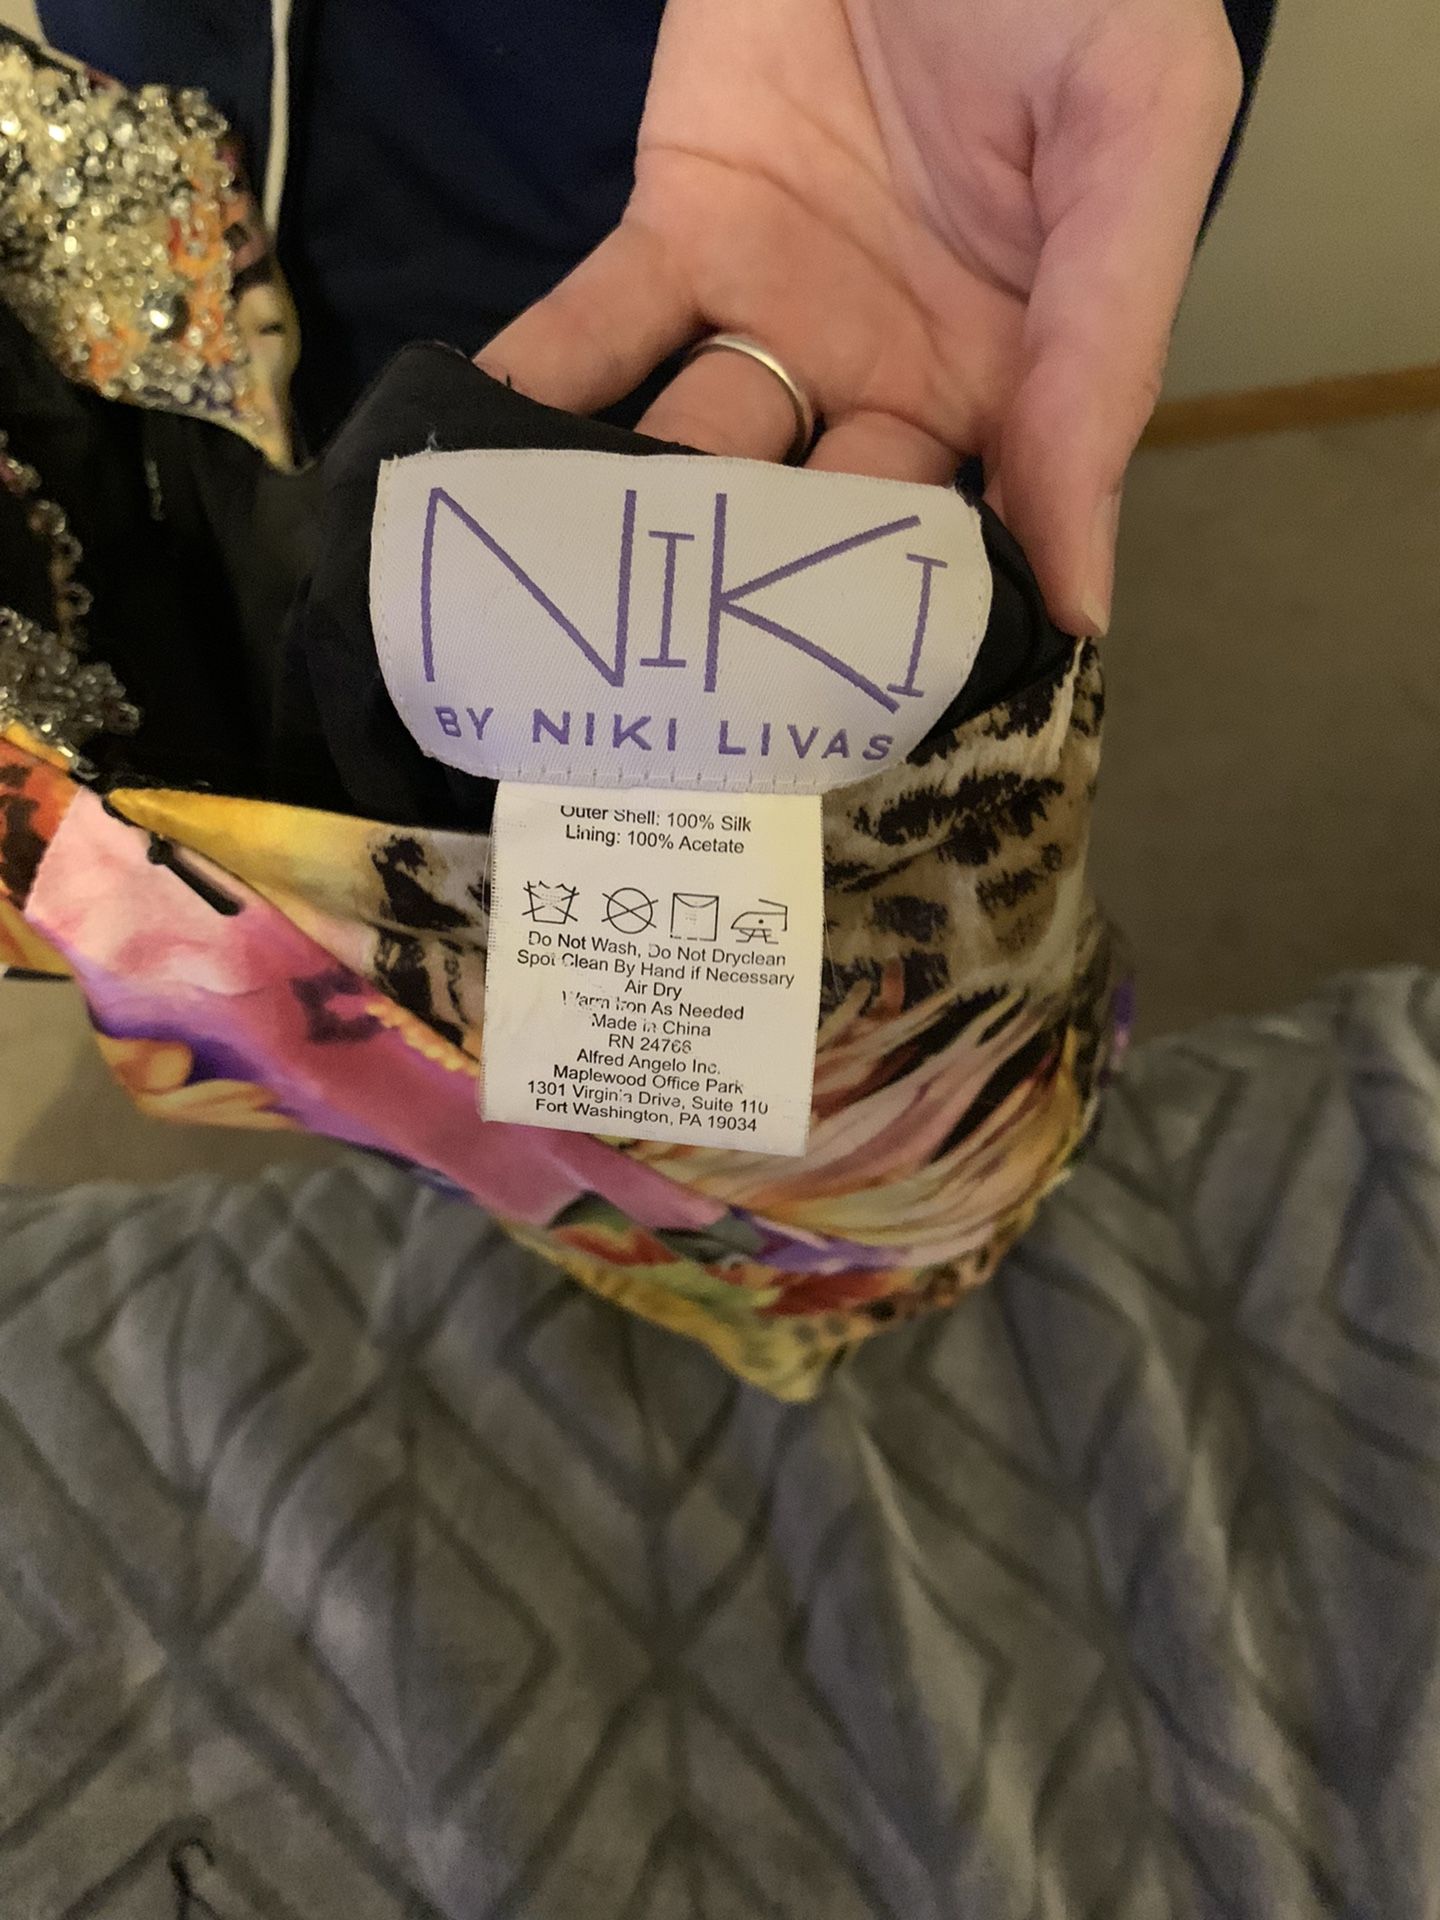 NIKI
BY NIKI LIVAS
Outer Shell: 100% Silk
Lining: 100% Acetate
Do Not Wash, Do Not Dryclean
Spot Clean By Hand if Necessary
Air Dry
Warm Iron As Needed
Made in China
RN 24766
Alfred Angelo Inc.
Maplewood Office Park
1301 Virginia Drive, Suite 110
Fort Washington, PA 19034